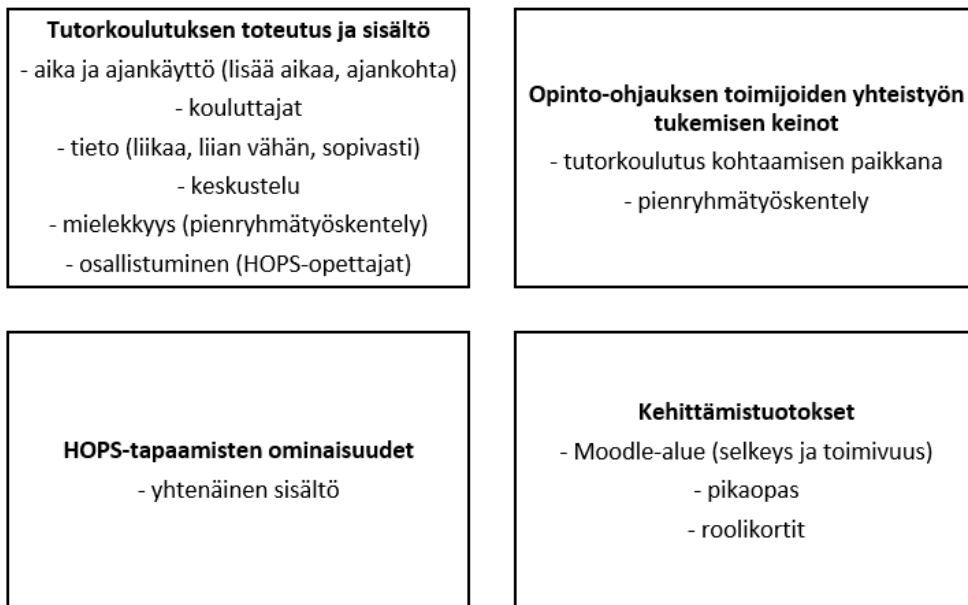 Tutorkoulutuksen toteutus ja sisältö
- aika ja ajankäyttö (lisää aikaa, ajankohta)
- kouluttajat
- tieto (liikaa, liian vähän, sopivasti)
- keskustelu
- mielekkyys (pienryhmätyöskentely)
- osallistuminen (HOPS-opettajat)
Opinto-ohjauksen toimijoiden yhteistyön
tukemisen keinot
- tutorkoulutus kohtaamisen paikkana
- pienryhmätyöskentely
HOPS-tapaamisten ominaisuudet
- yhtenäinen sisältö
Kehittämistuotokset
- Moodle-alue (selkeys ja toimivuus)
- pikaopas
- roolikortit